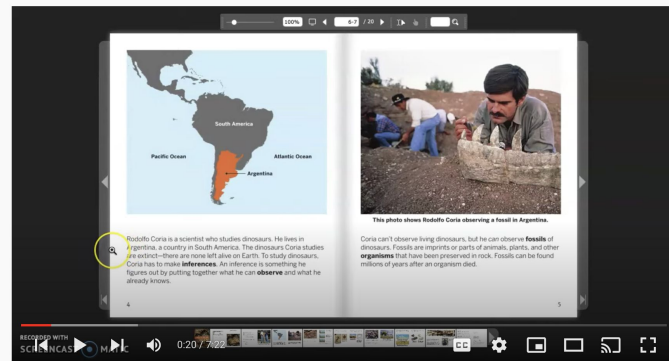 100%
6-7 / 20
South America
Pacific Ocean
Atlantic Ocean
Argentina
Rodolfo Coria is a scientist who studies dinosaurs. He lives in
Argentina, a country in South America. The dinosaurs Coria studies
are extinct—there are none left alive on Earth. To study dinosaurs,
Coria has to make inferences. An inference is something he
figures out by putting together what he can observe and what he
already knows.
4
This photo shows Rodolfo Coria observing a fossil in Argentina.
Coria can't observe living dinosaurs, but he can observe fossils of
dinosaurs. Fossils are imprints or parts of animals, plants, and other
organisms that have been preserved in rock. Fossils can be found
millions of years after an organism died.
5
RECORDED WITH
SCREENCAST MATIC
0:20 / 7:22
CC